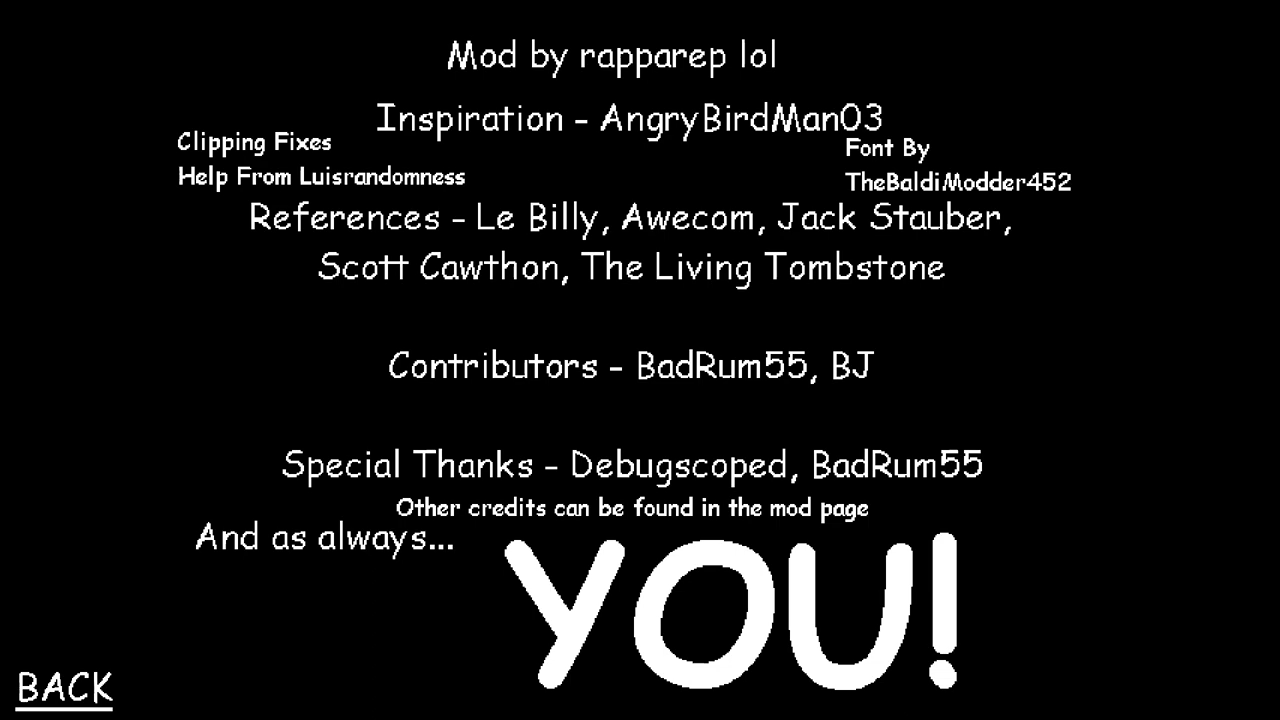 Mod by rapparep lol
Inspiration - AngryBirdMan03
Clipping Fixes
Help From Luisrandomness
Font By
TheBaldiModder452
References - Le Billy, Awecom, Jack Stauber,
Scott Cawthon, The Living Tombstone
Contributors - BadRum55, BJ
Special Thanks - Debugscoped, BadRum55
Other credits can be found in the mod page
And as always...
YOU!
BACK